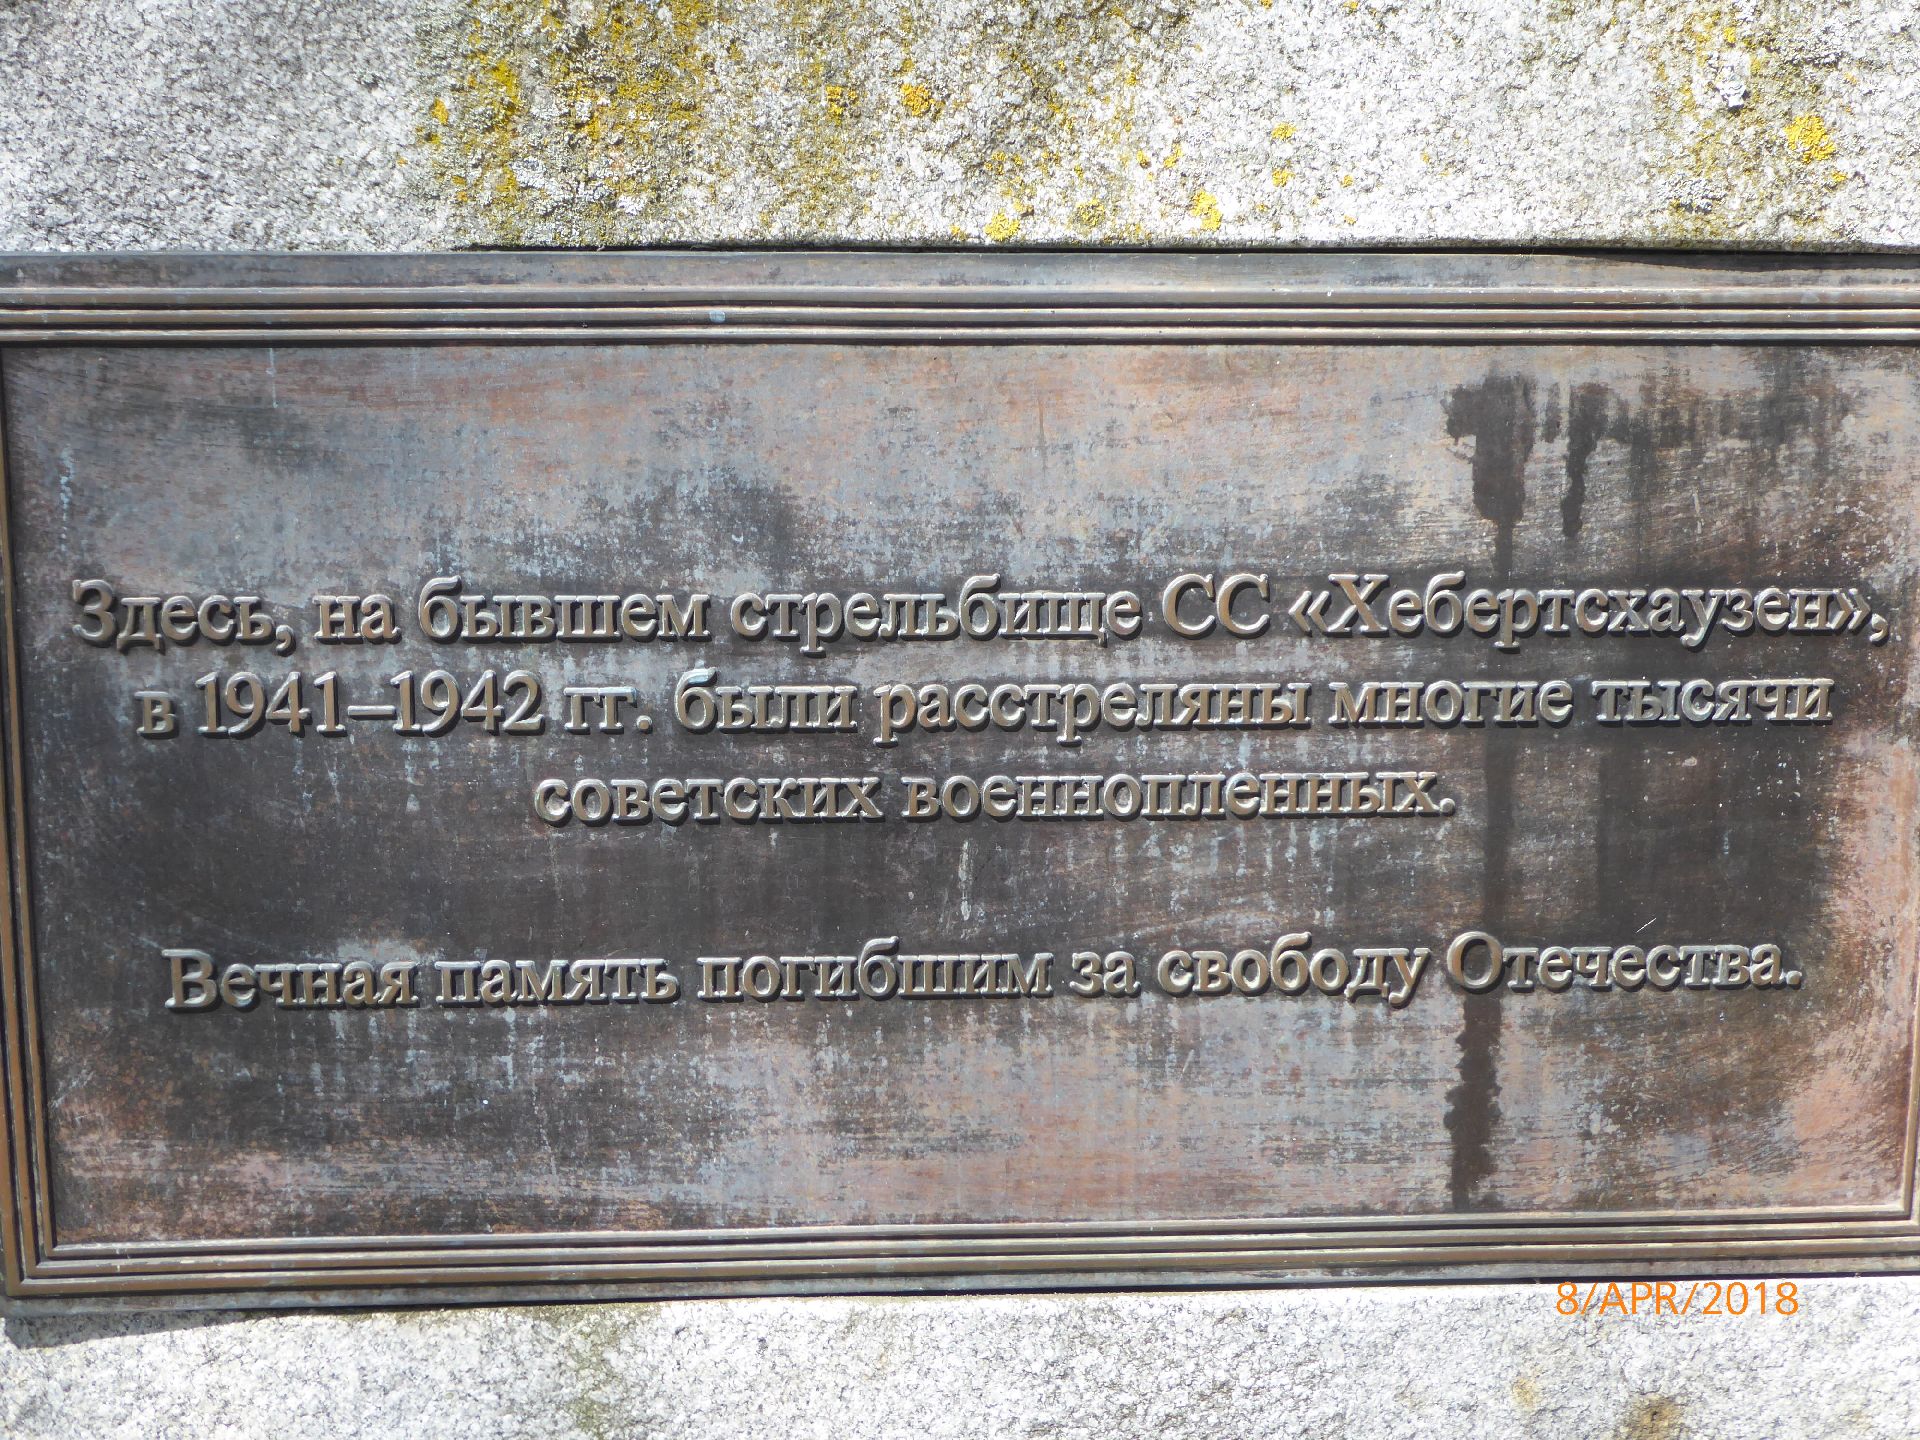 Здесь, на бывшем стрельбище СС «Хебертсхаузен»,
в 1941–1942 гг. были расстреляны многие тысячи
советских военнопленных.
Вечная память погибшим за свободу Отечества.
8/APR/2018